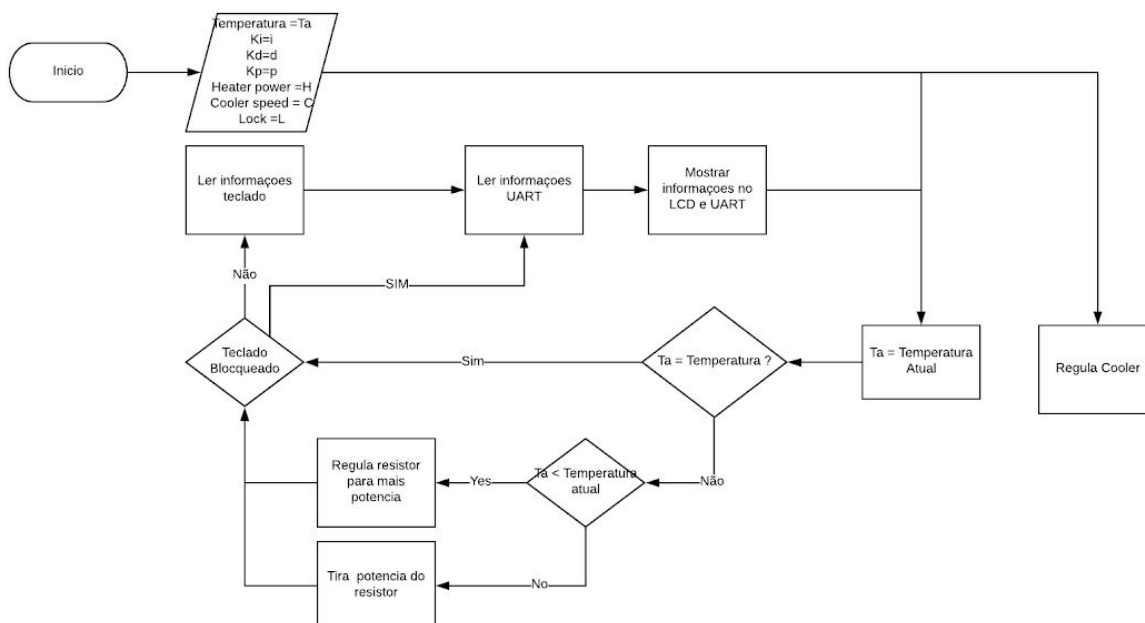 Temperatura =Ta
Ki=i
Kd=d
Kp=p
Heater power =H
Cooler speed = C
Lock =L
Inicio
Ler informaçoes
teclado
Ler informaçoes
UART
Mostrar
informaçoes no
LCD e UART
Não
SIM
Teclado
Blocqueado
Sim
Ta = Temperatura ?
Ta = Temperatura
Atual
Regula Cooler
Regula resistor
para mais
potencia
Yes
Ta < Temperatura
atual
Não
Tira potencia do
resistor
No